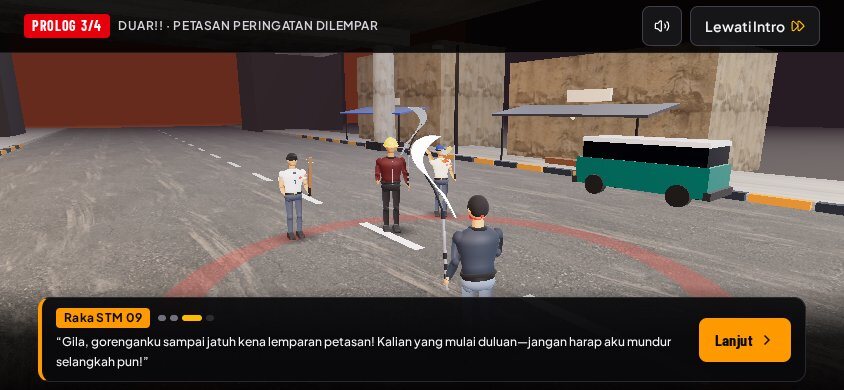 PROLOG 3/4 DUAR!! · PETASAN PERINGATAN DILEMPAR
Lewati Intro
Raka STM 09
“Gila, gorenganku sampai jatuh kena lemparan petasan! Kalian yang mulai duluan—jangan harap aku mundur
selangkah pun!”
Lanjut